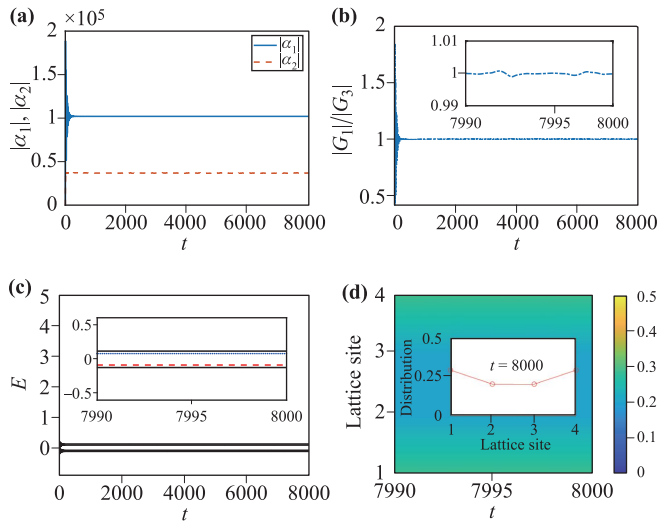 (a)
2 ×10⁵
|α₁|
|α₂|
1.5
1.0
0.5
0
|α₁|, |α₂|
0 2000 4000 6000 8000
t
(b)
2
1.5
1
0.5
|G₁|/|G₃|
1.01
1.00
0.99
7990 7995 8000
0 2000 4000 6000 8000
t
(c)
5
4
3
2
1
0
E
0.5
0
−0.5
7990 7995 8000
0 2000 4000 6000 8000
t
(d)
4
3
2
1
Lattice site
0.5
0.25
0
Distribution
t = 8000
1 2 3 4
Lattice site
7990 7995 8000
t
0.5
0.4
0.3
0.2
0.1
0